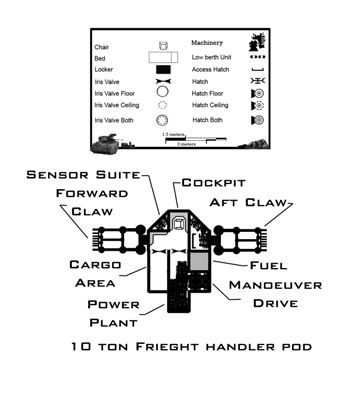 Machinery
Chair
Bed
Low berth Unit
Locker
Access Hatch
Iris Valve
Hatch
Iris Valve Floor
Hatch Floor
Iris Valve Ceiling
Hatch Ceiling
Iris Valve Both
Hatch Both
1.5 meters
3 meters
Sensor Suite
Cockpit
Forward
Claw
Aft Claw
Cargo
Area
Fuel
Power
Plant
Manoeuver
Drive
10 ton Frieght handler pod